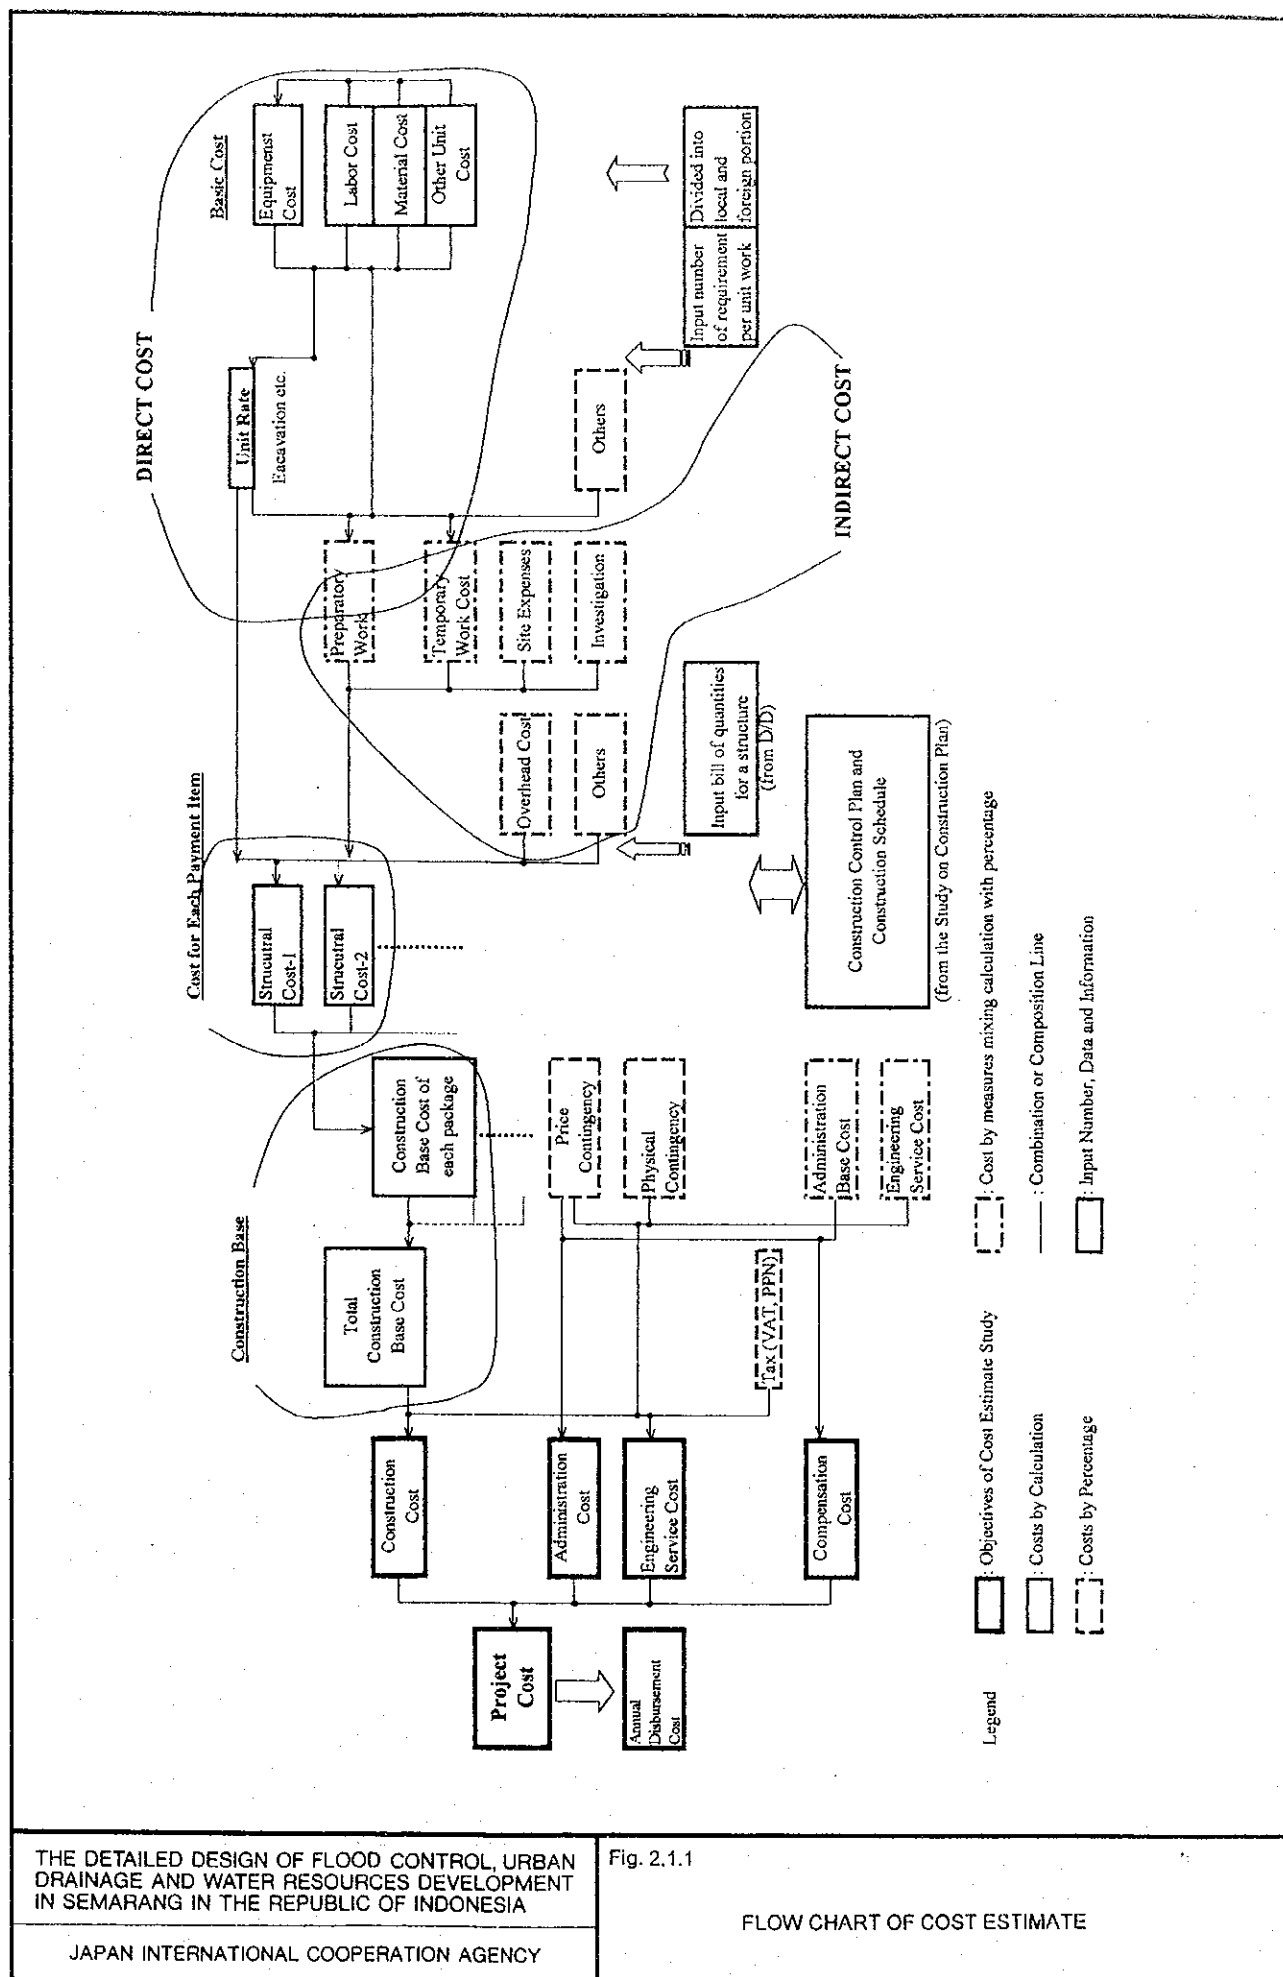 DIRECT COST
Basic Cost
Equipmenst
Cost
Labor Cost
Material Cost
Other Unit
Cost
Unit Rate
Eacavation etc.
Preparatory
Work
Temporary
Work Cost
Site Expenses
Investigation
Others
Input number
of requirement
per unit work
Divided into
local and
foreign portion
INDIRECT COST
Cost for Each Payment Item
Strucutral
Cost-1
Strucutral
Cost-2
Overhead Cost
Others
Input bill of quantities
for a structure
(from D/D)
Construction Control Plan and
Construction Schedule
(from the Study on Construction Plan)
Construction Base
Construction
Base Cost of
each package
Total
Construction
Base Cost
Price
Contingency
Physical
Contingency
Administration
Base Cost
Engineering
Service Cost
Tax (VAT, PPN)
Construction
Cost
Administration
Cost
Engineering
Service Cost
Compensation
Cost
Project
Cost
Annual
Disbursement
Cost
Legend
: Objectives of Cost Estimate Study
: Costs by Calculation
: Costs by Percentage
: Cost by measures mixing calculation with percentage
: Combination or Composition Line
: Input Number, Data and Information
THE DETAILED DESIGN OF FLOOD CONTROL, URBAN
DRAINAGE AND WATER RESOURCES DEVELOPMENT
IN SEMARANG IN THE REPUBLIC OF INDONESIA
JAPAN INTERNATIONAL COOPERATION AGENCY
Fig. 2.1.1
FLOW CHART OF COST ESTIMATE